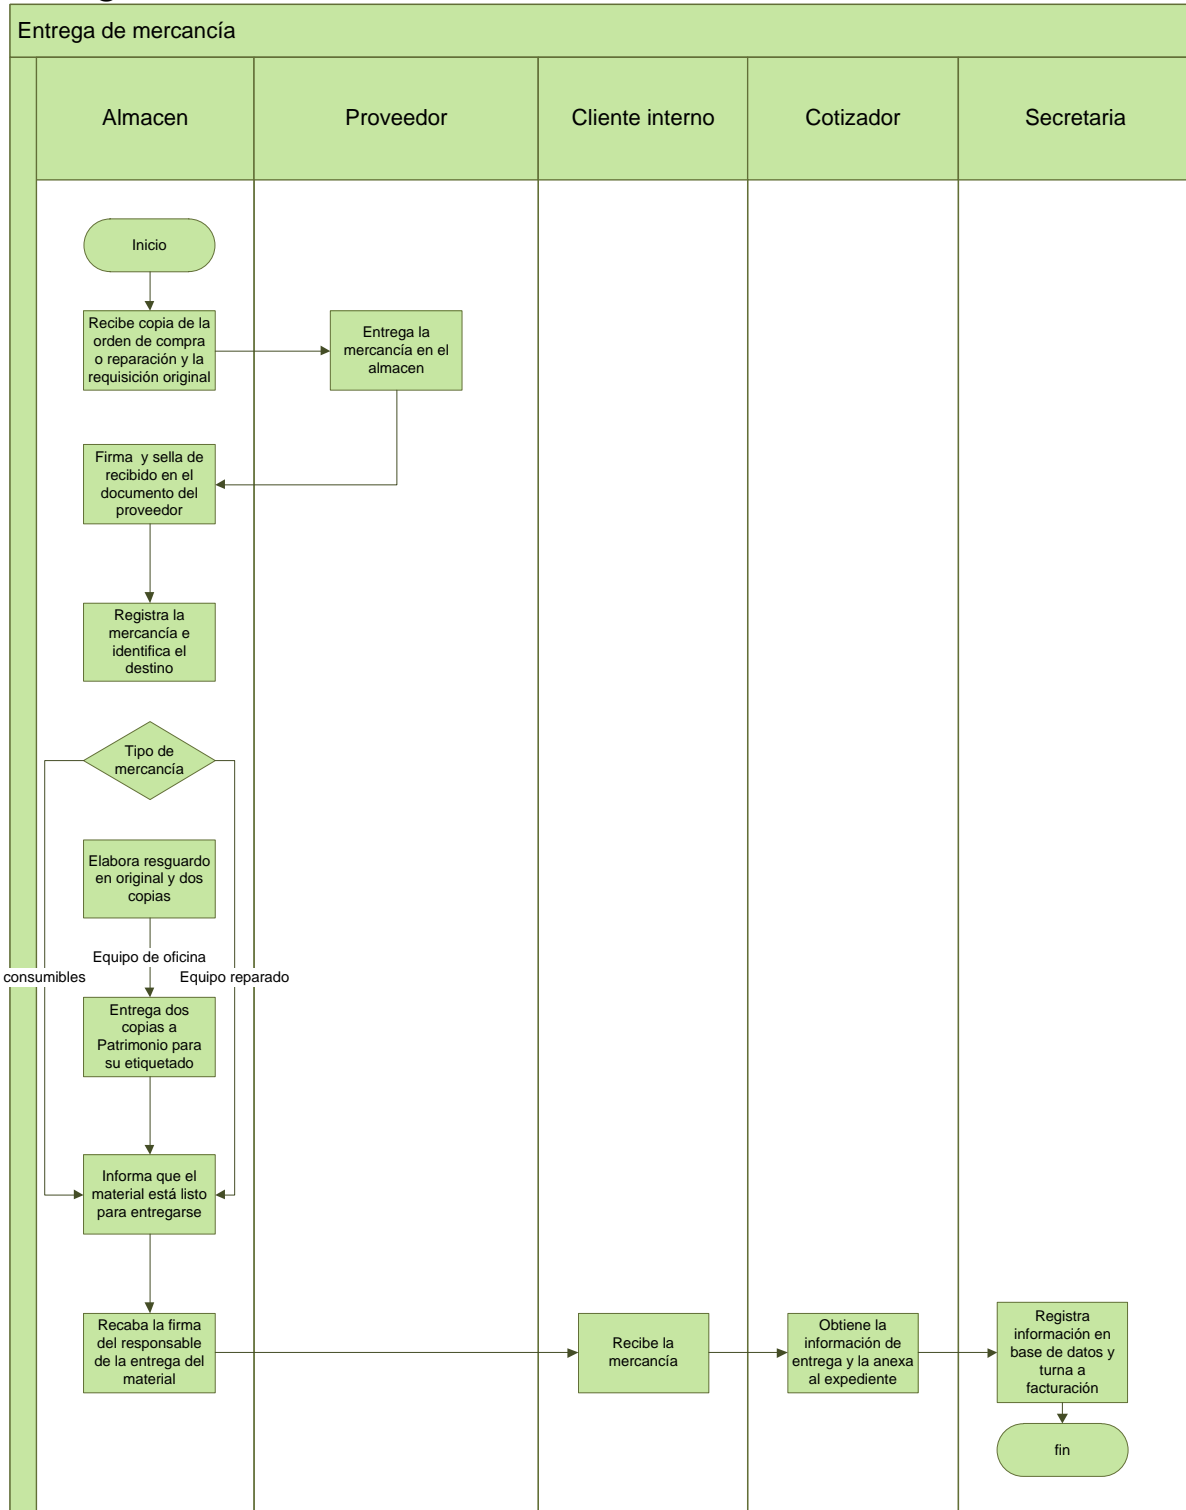 Entrega de mercancía
Almacen
Proveedor
Cliente interno
Cotizador
Secretaria
Inicio
Recibe copia de la
orden de compra
o reparación y la
requisición original
Entrega la
mercancía en el
almacen
Firma y sella de
recibido en el
documento del
proveedor
Registra la
mercancía e
identifica el
destino
Tipo de
mercancía
Elabora resguardo
en original y dos
copias
Equipo de oficina
consumibles
Equipo reparado
Entrega dos
copias a
Patrimonio para
su etiquetado
Informa que el
material está listo
para entregarse
Recaba la firma
del responsable
de la entrega del
material
Recibe la
mercancía
Obtiene la
información de
entrega y la anexa
al expediente
Registra
información en
base de datos y
turna a
facturación
fin